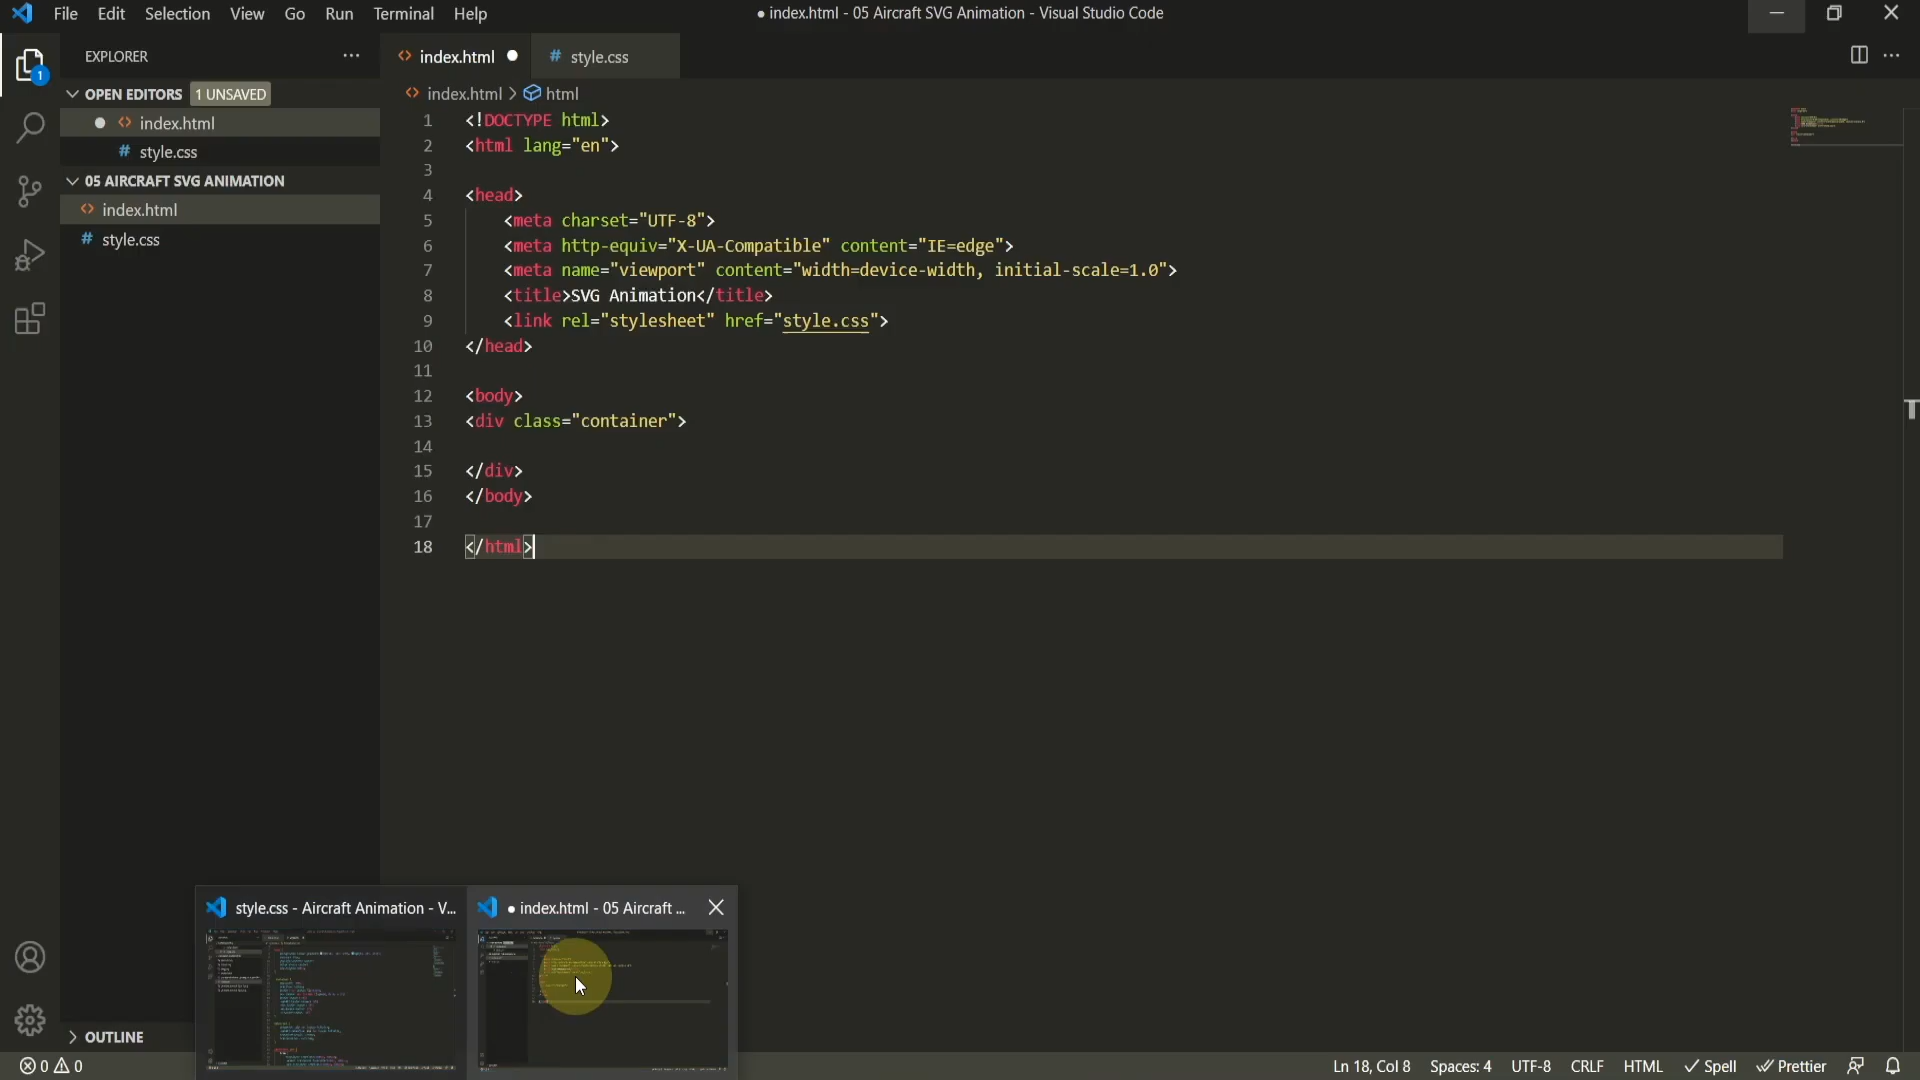 File Edit Selection View Go Run Terminal Help
● index.html - 05 Aircraft SVG Animation - Visual Studio Code
EXPLORER
1
OPEN EDITORS 1 UNSAVED
index.html
style.css
05 AIRCRAFT SVG ANIMATION
index.html
style.css
OUTLINE
index.html
style.css
index.html > html
1 <!DOCTYPE html>
2 <html lang="en">
3
4 <head>
5 <meta charset="UTF-8">
6 <meta http-equiv="X-UA-Compatible" content="IE=edge">
7 <meta name="viewport" content="width=device-width, initial-scale=1.0">
8 <title>SVG Animation</title>
9 <link rel="stylesheet" href="style.css">
10 </head>
11
12 <body>
13 <div class="container">
14
15 </div>
16 </body>
17
18 </html>
T
style.css - Aircraft Animation - V...
● index.html - 05 Aircraft ...
0 0
Ln 18, Col 8 Spaces: 4 UTF-8 CRLF HTML Spell Prettier